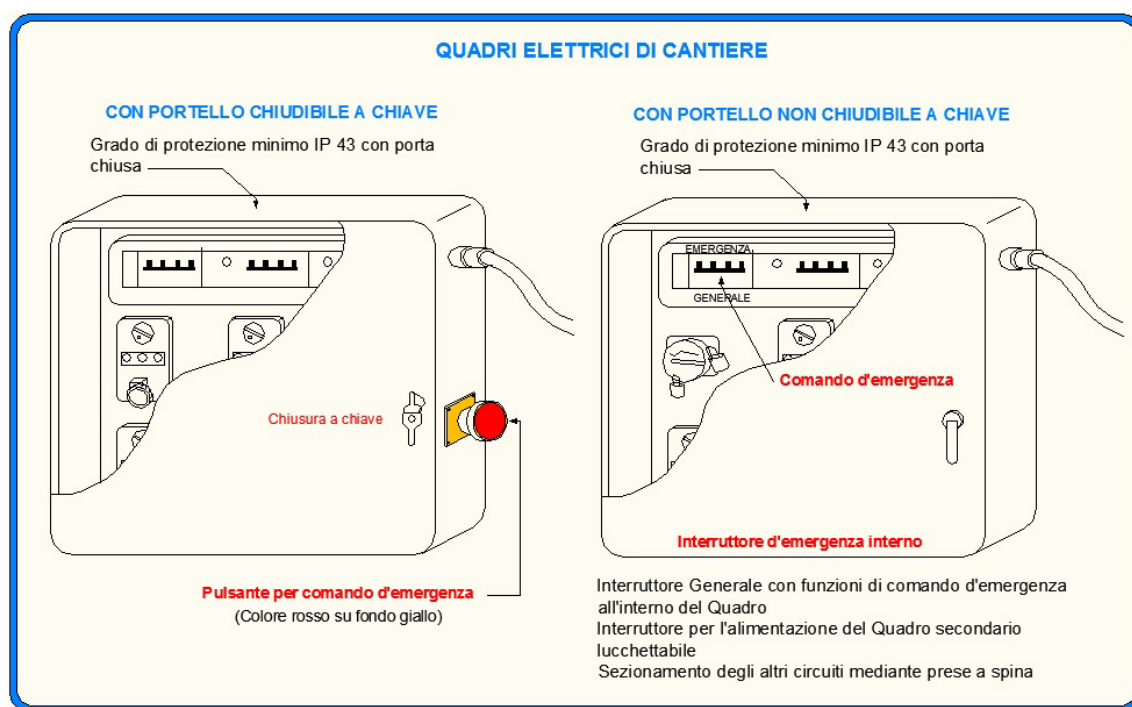 QUADRI ELETTRICI DI CANTIERE
CON PORTELLO CHIUDIBILE A CHIAVE
Grado di protezione minimo IP 43 con porta
chiusa
Chiusura a chiave
Pulsante per comando d'emergenza
(Colore rosso su fondo giallo)
CON PORTELLO NON CHIUDIBILE A CHIAVE
Grado di protezione minimo IP 43 con porta
chiusa
EMERGENZA
GENERALE
Comando d'emergenza
Interruttore d'emergenza interno
Interruttore Generale con funzioni di comando d'emergenza
all'interno del Quadro
Interruttore per l'alimentazione del Quadro secondario
lucchettabile
Sezionamento degli altri circuiti mediante prese a spina